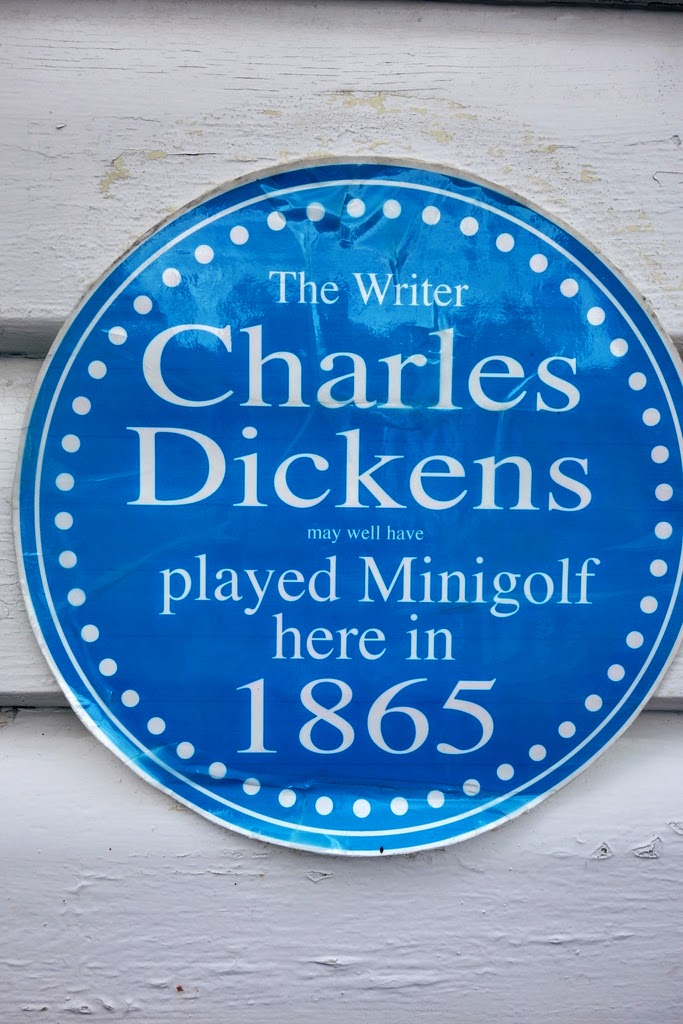 The Writer
Charles
Dickens
may well have
played Minigolf
here in
1865